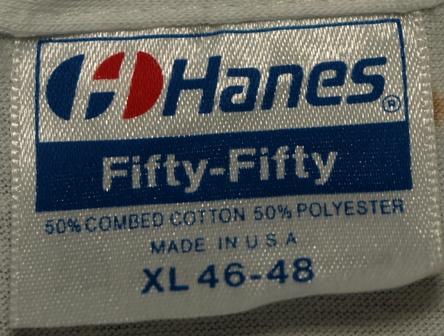 Hanes®
Fifty-Fifty
50% COMBED COTTON 50% POLYESTER
MADE IN U S A
XL 46-48